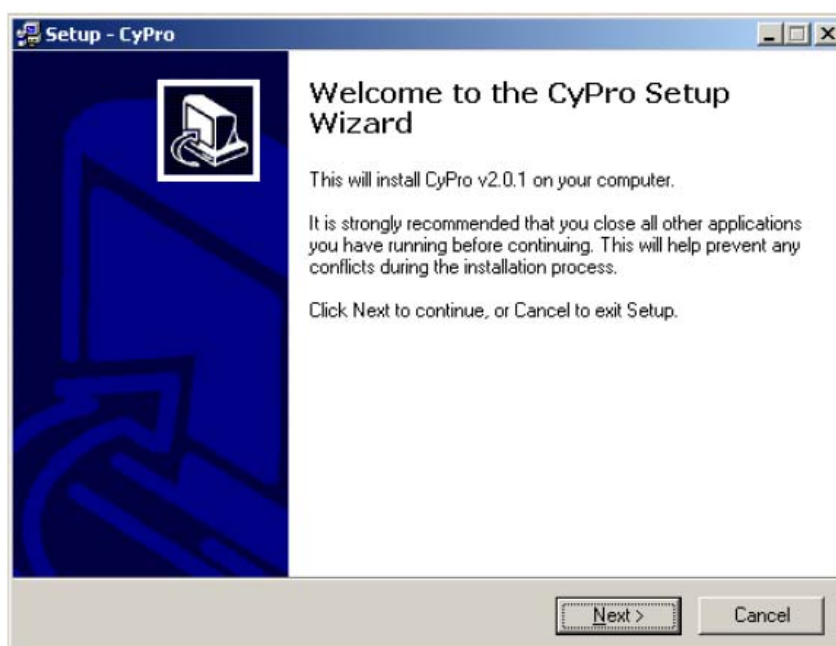 Setup - CyPro
Welcome to the CyPro Setup
Wizard
This will install CyPro v2.0.1 on your computer.
It is strongly recommended that you close all other applications
you have running before continuing. This will help prevent any
conflicts during the installation process.
Click Next to continue, or Cancel to exit Setup.
Next >
Cancel